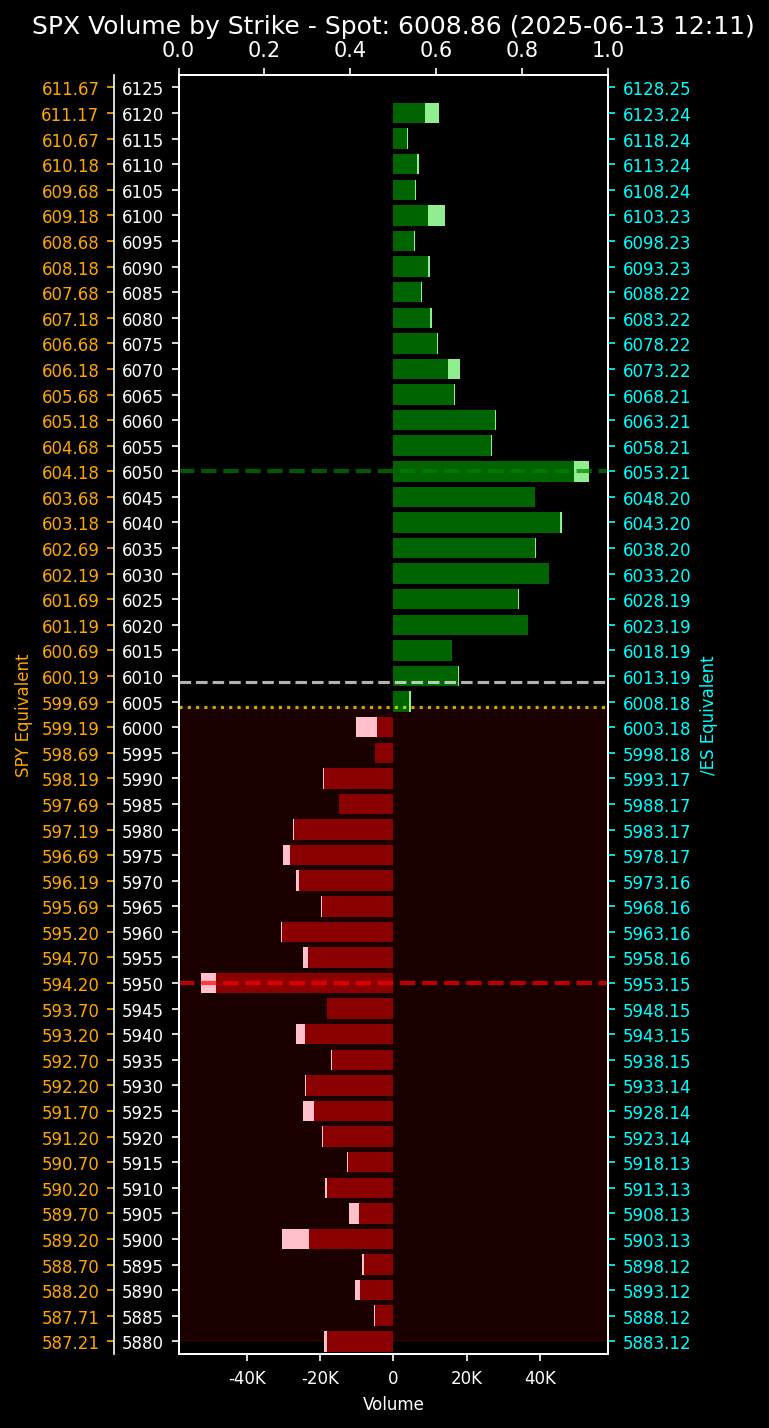 SPX Volume by Strike - Spot: 6008.86 (2025-06-13 12:11)
0.0 0.2 0.4 0.6 0.8 1.0
611.67 6125 6128.25
611.17 6120 6123.24
610.67 6115 6118.24
610.18 6110 6113.24
609.68 6105 6108.24
609.18 6100 6103.23
608.68 6095 6098.23
608.18 6090 6093.23
607.68 6085 6088.22
607.18 6080 6083.22
606.68 6075 6078.22
606.18 6070 6073.22
605.68 6065 6068.21
605.18 6060 6063.21
604.68 6055 6058.21
604.18 6050 6053.21
603.68 6045 6048.20
603.18 6040 6043.20
602.69 6035 6038.20
602.19 6030 6033.20
601.69 6025 6028.19
601.19 6020 6023.19
600.69 6015 6018.19
600.19 6010 6013.19
599.69 6005 6008.18
599.19 6000 6003.18
598.69 5995 5998.18
598.19 5990 5993.17
597.69 5985 5988.17
597.19 5980 5983.17
596.69 5975 5978.17
596.19 5970 5973.16
595.69 5965 5968.16
595.20 5960 5963.16
594.70 5955 5958.16
594.20 5950 5953.15
593.70 5945 5948.15
593.20 5940 5943.15
592.70 5935 5938.15
592.20 5930 5933.14
591.70 5925 5928.14
591.20 5920 5923.14
590.70 5915 5918.13
590.20 5910 5913.13
589.70 5905 5908.13
589.20 5900 5903.13
588.70 5895 5898.12
588.20 5890 5893.12
587.71 5885 5888.12
587.21 5880 5883.12
SPY Equivalent
/ES Equivalent
-40K -20K 0 20K 40K
Volume